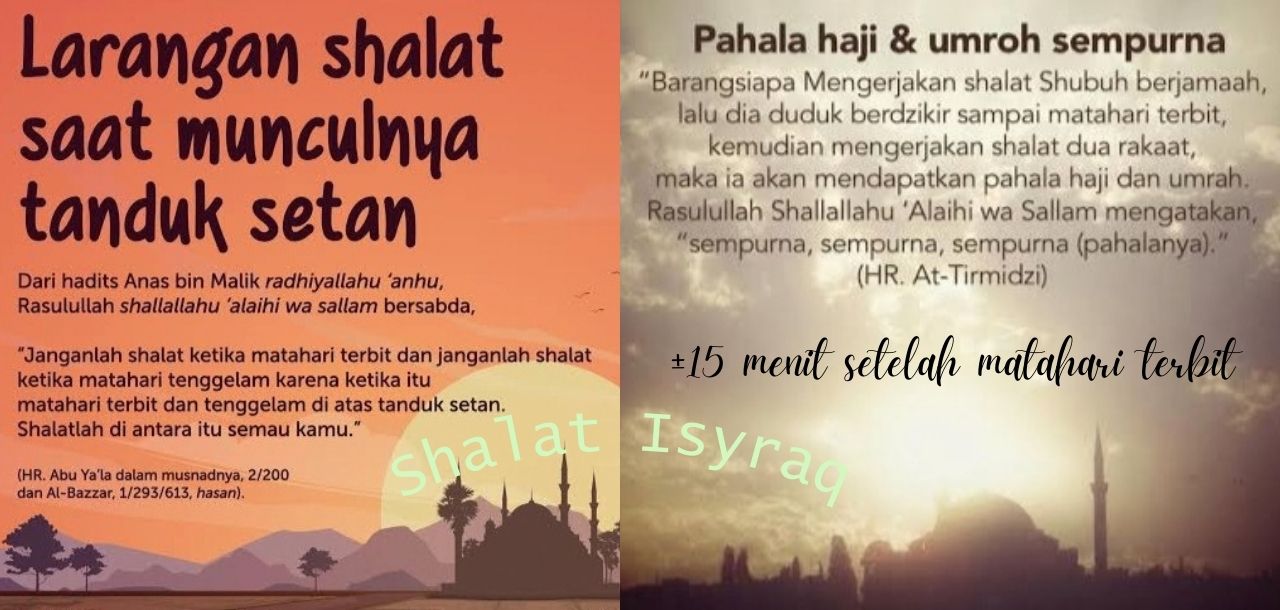 Larangan shalat
saat munculnya
tanduk setan
Dari hadits Anas bin Malik radhiyallahu ‘anhu,
Rasulullah shallallahu ‘alaihi wa sallam bersabda,
“Janganlah shalat ketika matahari terbit dan janganlah shalat
ketika matahari tenggelam karena ketika itu
matahari terbit dan tenggelam di atas tanduk setan.
Shalatlah di antara itu semau kamu.”
(HR. Abu Ya’la dalam musnadnya, 2/200
dan Al-Bazzar, 1/293/613, hasan).
Pahala haji & umroh sempurna
“Barangsiapa Mengerjakan shalat Shubuh berjamaah,
lalu dia duduk berdzikir sampai matahari terbit,
kemudian mengerjakan shalat dua rakaat,
maka ia akan mendapatkan pahala haji dan umrah.
Rasulullah Shallallahu ‘Alaihi wa Sallam mengatakan,
“sempurna, sempurna, sempurna (pahalanya).”
(HR. At-Tirmidzi)
±15 menit setelah matahari terbit
Shalat Isyraq